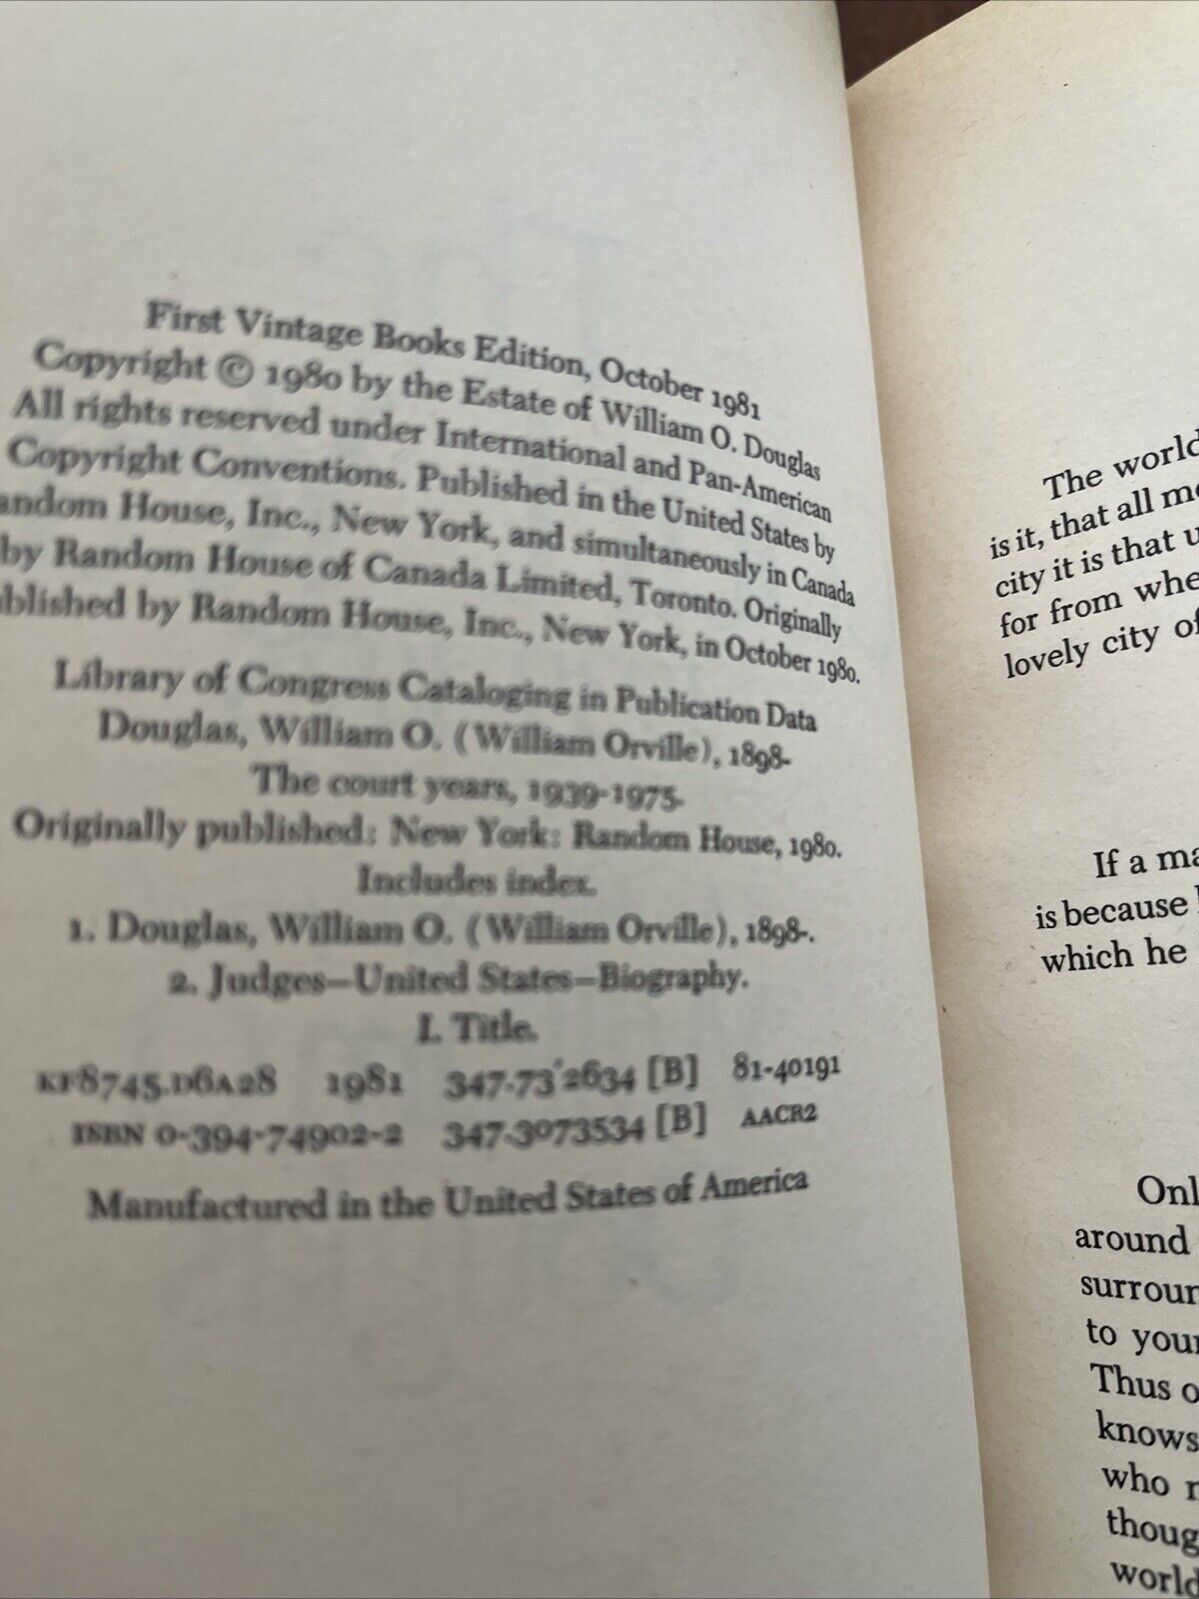 First Vintage Books Edition, October 1981
Copyright © 1980 by the Estate of William O. Douglas
All rights reserved under International and Pan-American
Copyright Conventions. Published in the United States by
andom House, Inc., New York, and simultaneously in Canada
by Random House of Canada Limited, Toronto. Originally
blished by Random House, Inc., New York, in October 1980.
Library of Congress Cataloging in Publication Data
Douglas, William O. (William Orville), 1898-
The court years, 1939-1975.
Originally published: New York: Random House, 1980.
Includes index.
1. Douglas, William O. (William Orville), 1898-.
2. Judges—United States—Biography.
I. Title.
KF8745.D6A28 1981 347.73'2634 [B] 81-40191
ISBN 0-394-74902-2 347.3073534 [B] AACR2
Manufactured in the United States of America
The world
is it, that all me
city it is that u
for from whe
lovely city of
If a ma
is because
which he
Onl
around
surroun
to your
Thus o
knows
who
thoug
world